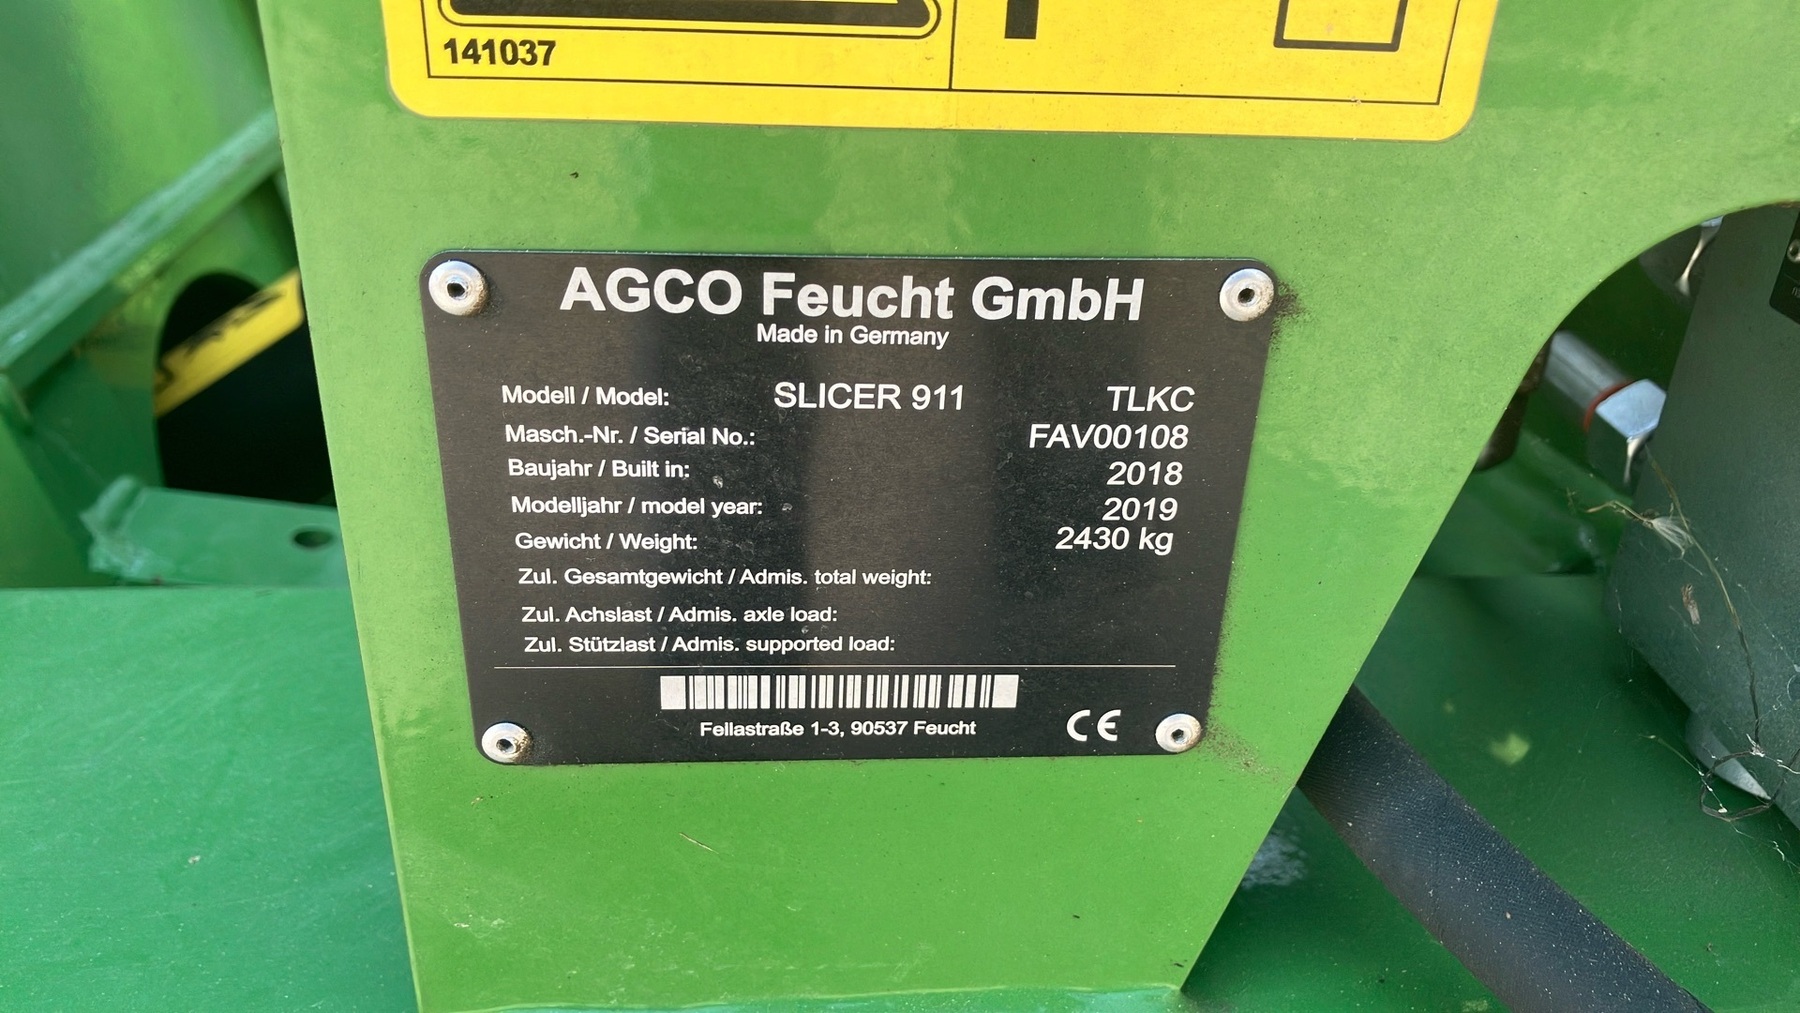 141037
AGCO Feucht GmbH
Made in Germany
Modell / Model: SLICER 911 TLKC
Masch.-Nr. / Serial No.: FAV00108
Baujahr / Built in: 2018
Modelljahr / model year: 2019
Gewicht / Weight: 2430 kg
Zul. Gesamtgewicht / Admis. total weight:
Zul. Achslast / Admis. axle load:
Zul. Stützlast / Admis. supported load:
Fellastraße 1-3, 90537 Feucht
CE